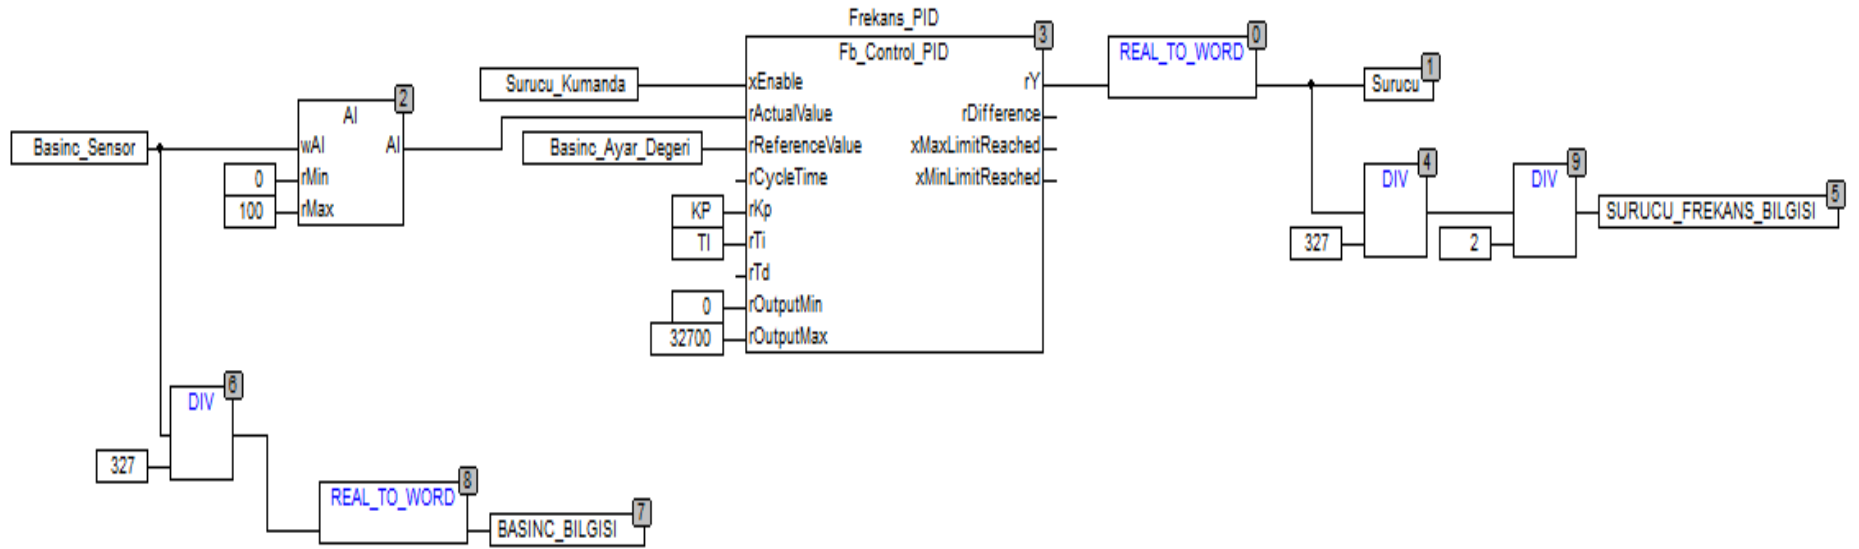 Frekans_PID
3
Fb_Control_PID
0
REAL_TO_WORD
1
Surucu
Surucu_Kumanda
xEnable
rY
2
AI
rActualValue
rDifference
Basinc_Sensor
wAI
AI
Basinc_Ayar_Degeri
rReferenceValue
xMaxLimitReached
0
rMin
rCycleTime
xMinLimitReached
100
rMax
KP
rKp
TI
rTi
rTd
0
rOutputMin
32700
rOutputMax
4
DIV
9
DIV
5
SURUCU_FREKANS_BILGISI
327
2
6
DIV
327
8
REAL_TO_WORD
7
BASINC_BILGISI